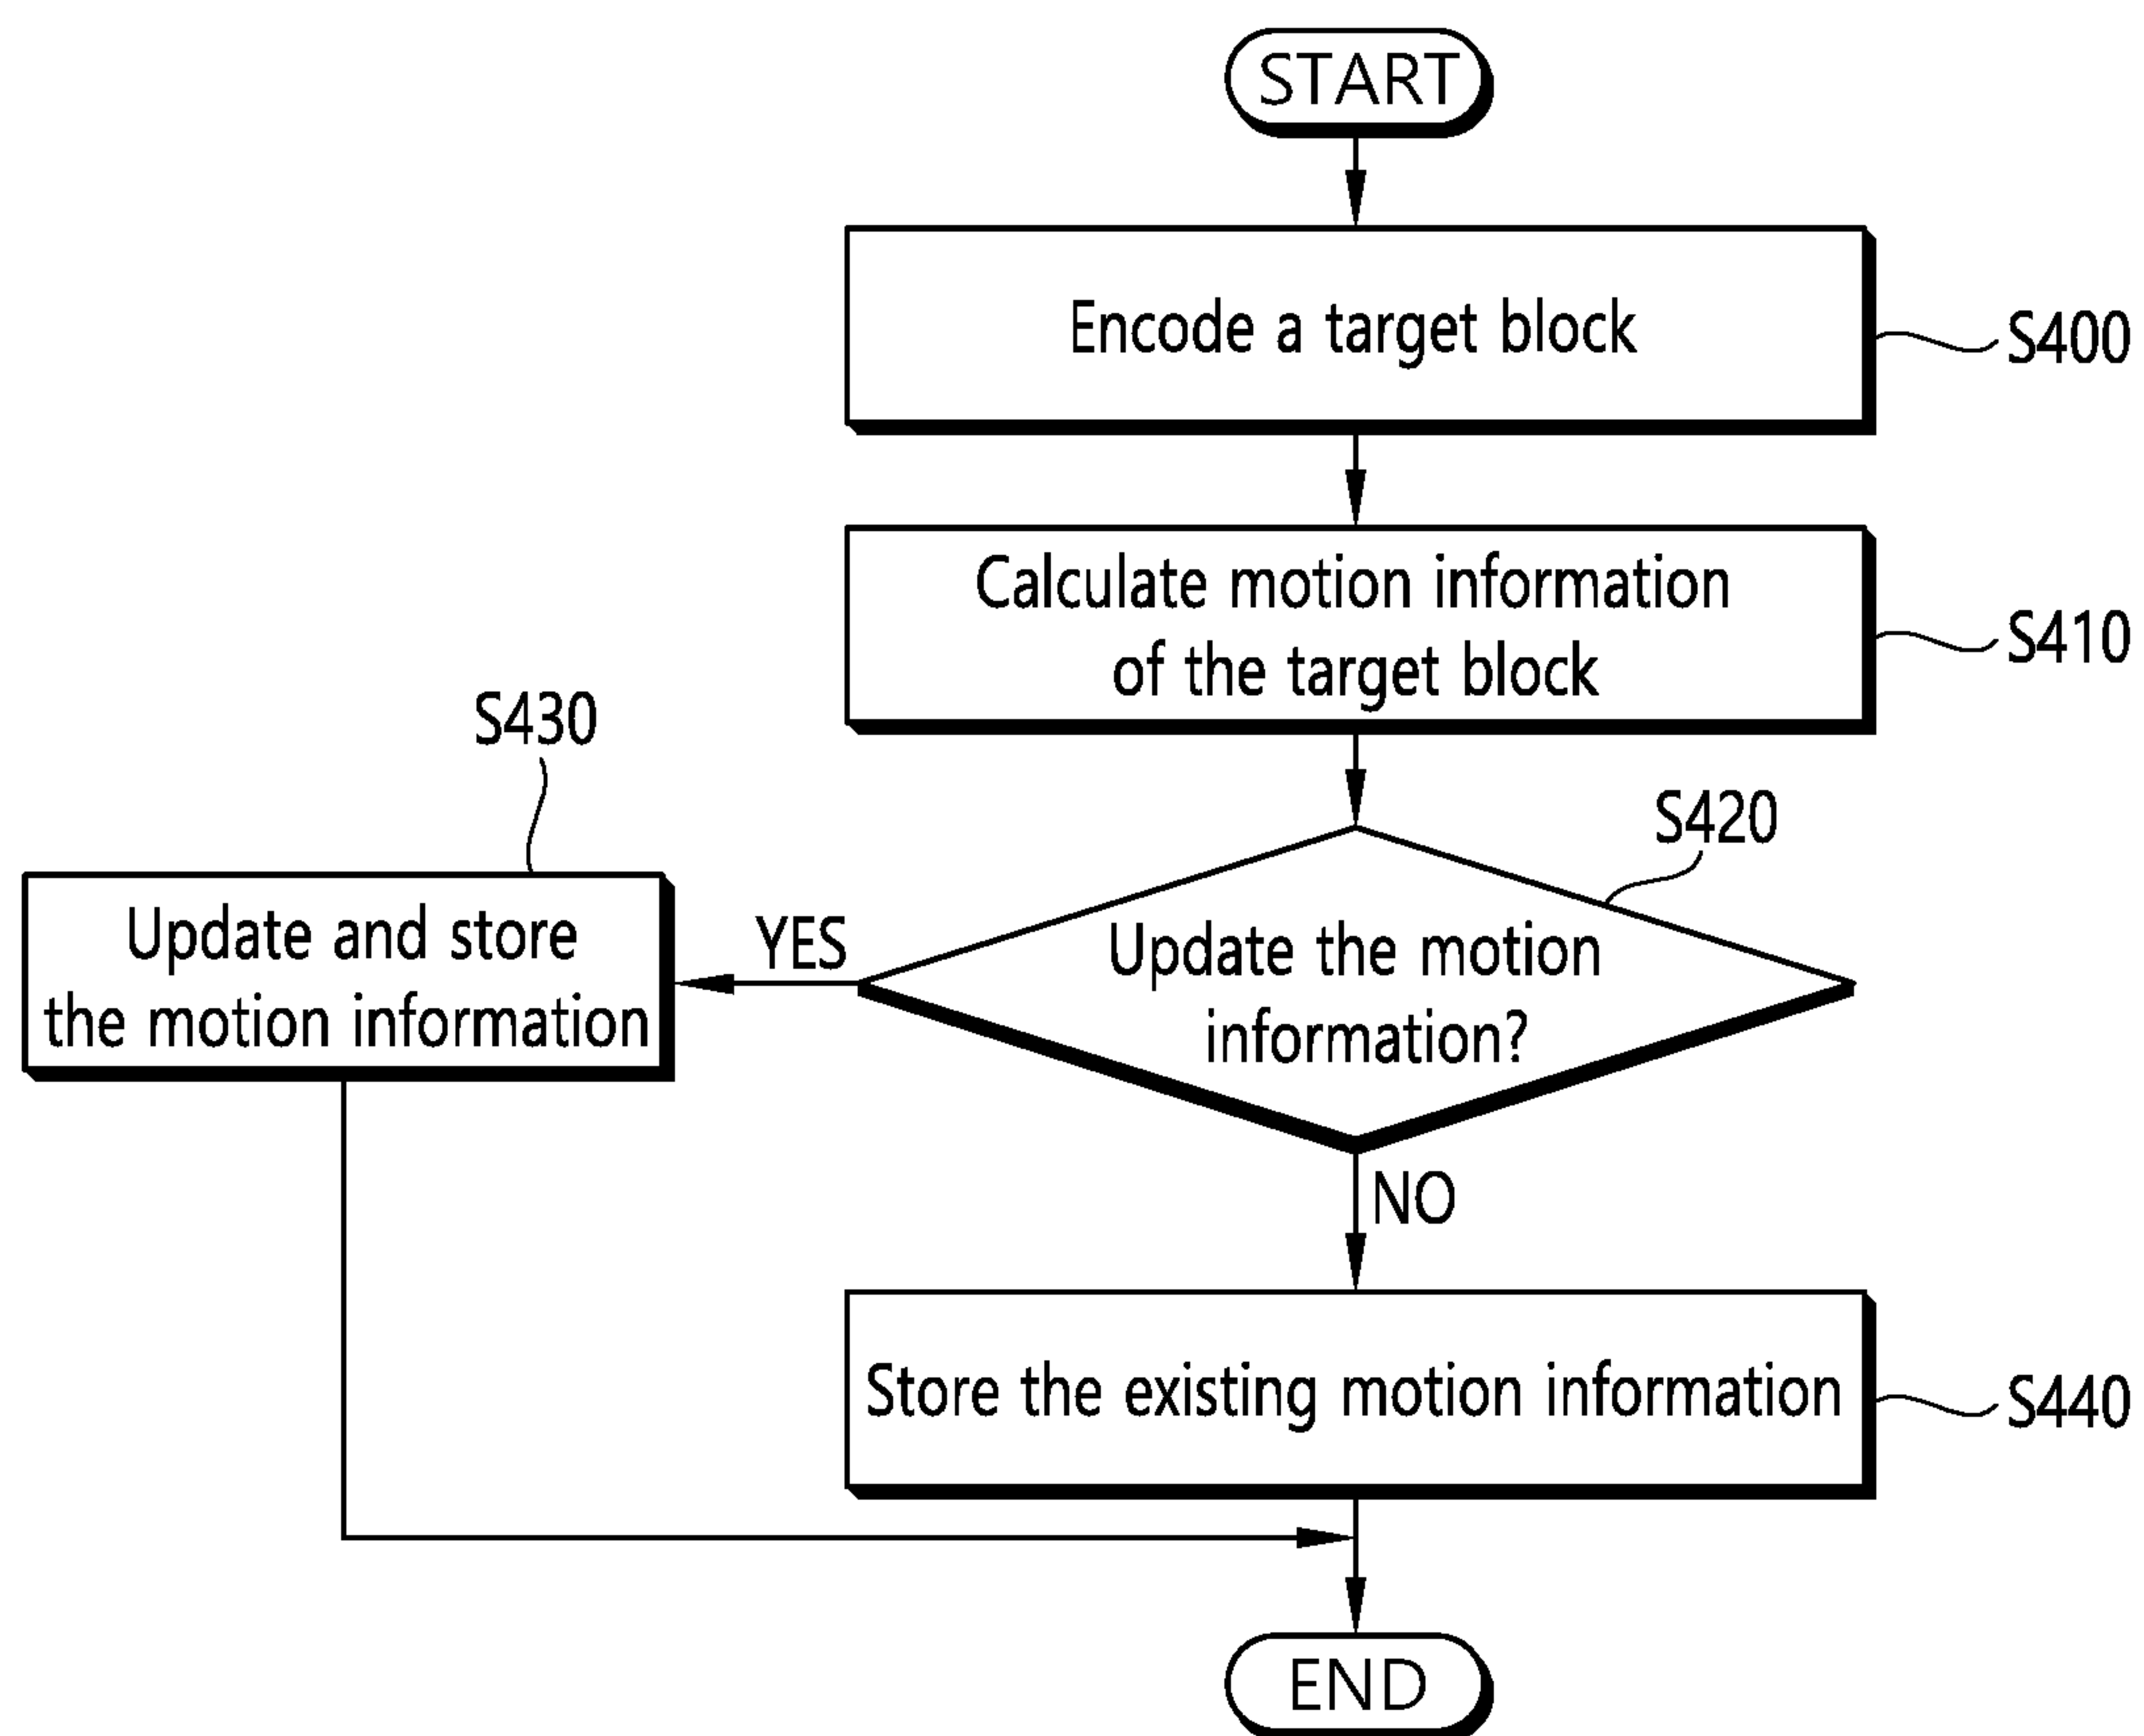 START
Encode a target block
S400
Calculate motion information
of the target block
S410
S430
S420
Update and store
the motion information
YES
Update the motion
information?
NO
Store the existing motion information
S440
END